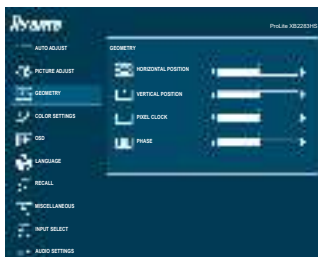 ProLite XB2283HS
AUTO ADJUST
PICTURE ADJUST
GEOMETRY
COLOR SETTINGS
OSD
LANGUAGE
RECALL
MISCELLANEOUS
INPUT SELECT
AUDIO SETTINGS
GEOMETRY
HORIZONTAL POSITION
VERTICAL POSITION
PIXEL CLOCK
PHASE